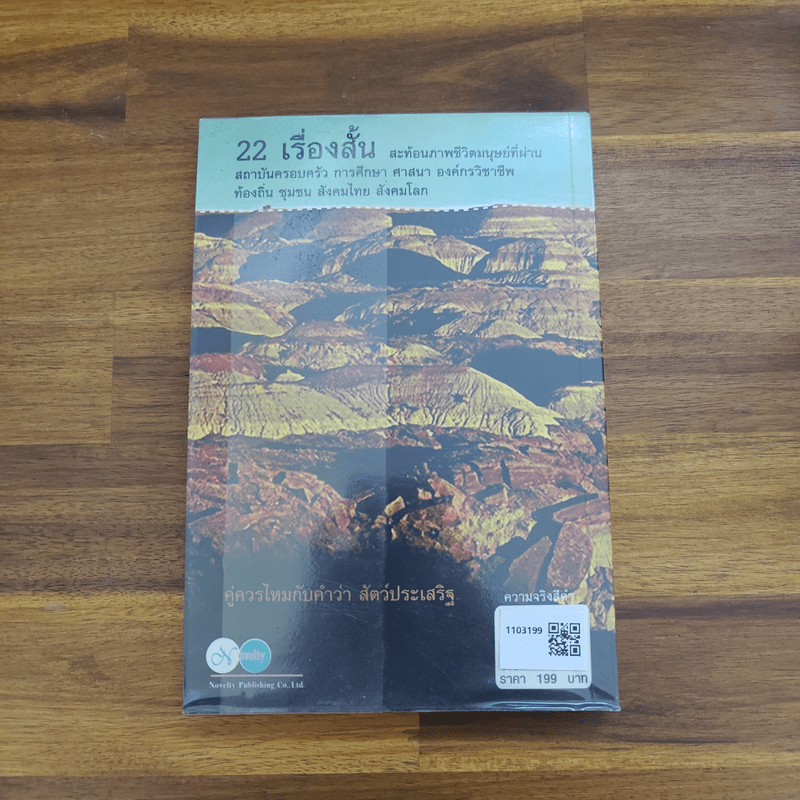 22 เรื่องสั้น สะท้อนภาพชีวิตมนุษย์ที่ผ่าน
สถาบันครอบครัว การศึกษา ศาสนา องค์กรวิชาชีพ
ท้องถิ่น ชุมชน สังคมไทย สังคมโลก
คู่ควรไหมกับคำว่า สัตว์ประเสริฐ
ความจริงสีดำ
1103199
Novelty
Novelty Publishing Co.,Ltd.
ราคา 199 บาท